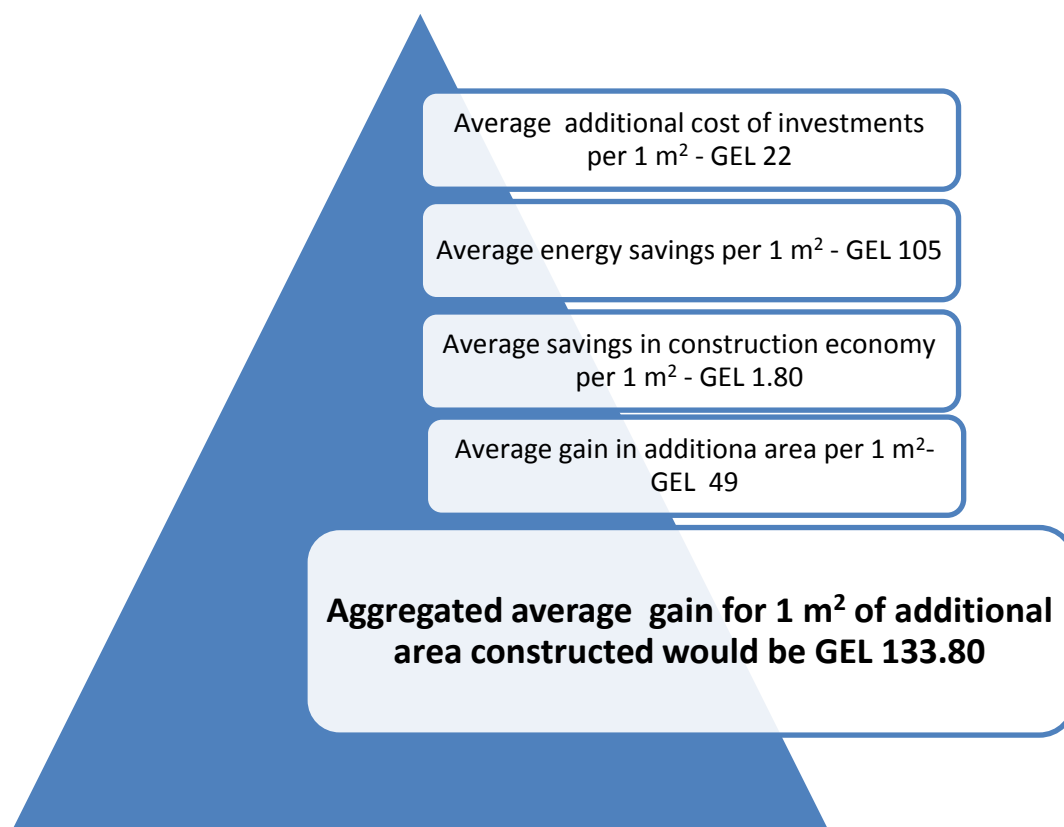 Average  additional cost of investments
per 1 m² - GEL 22
Average energy savings per 1 m² - GEL 105
Average savings in construction economy
per 1 m² - GEL 1.80
Average gain in additiona area per 1 m²-
GEL  49
Aggregated average  gain for 1 m² of additional
area constructed would be GEL 133.80